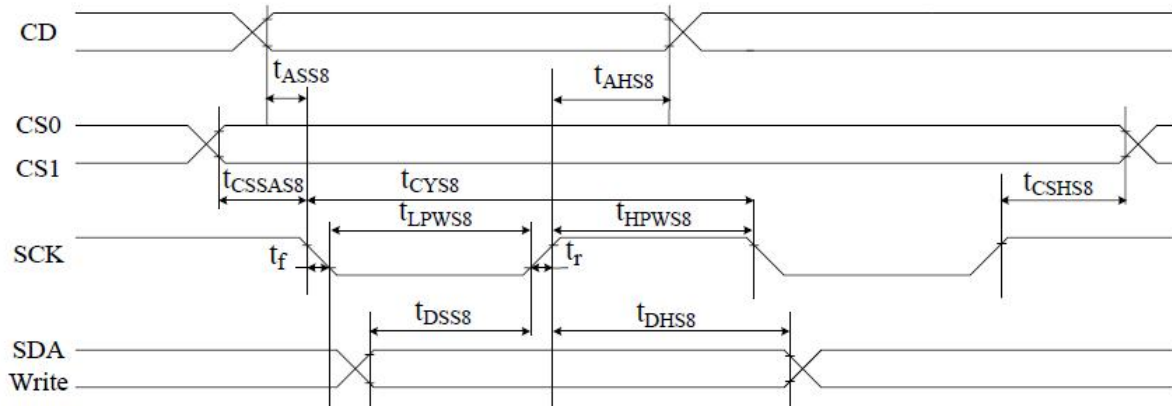 CD
tASS8
tAHS8
CS0
CS1
tCSSAS8
tCYS8
tCSHS8
tLPWS8
tHPWS8
SCK
tf
tr
tDSS8
tDHS8
SDA
Write